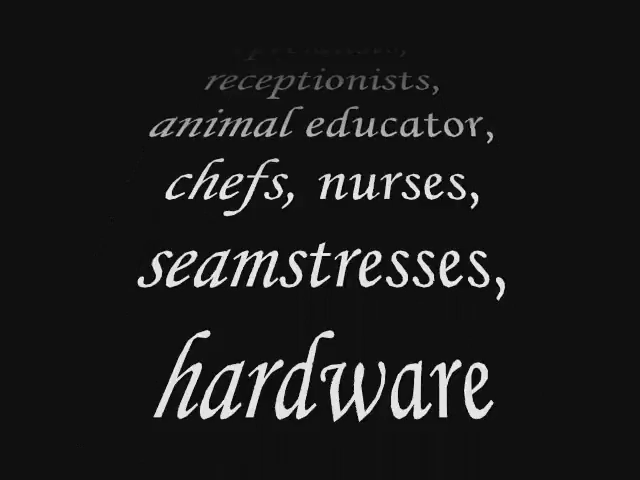 receptionists,
animal educator,
chefs, nurses,
seamstresses,
hardware